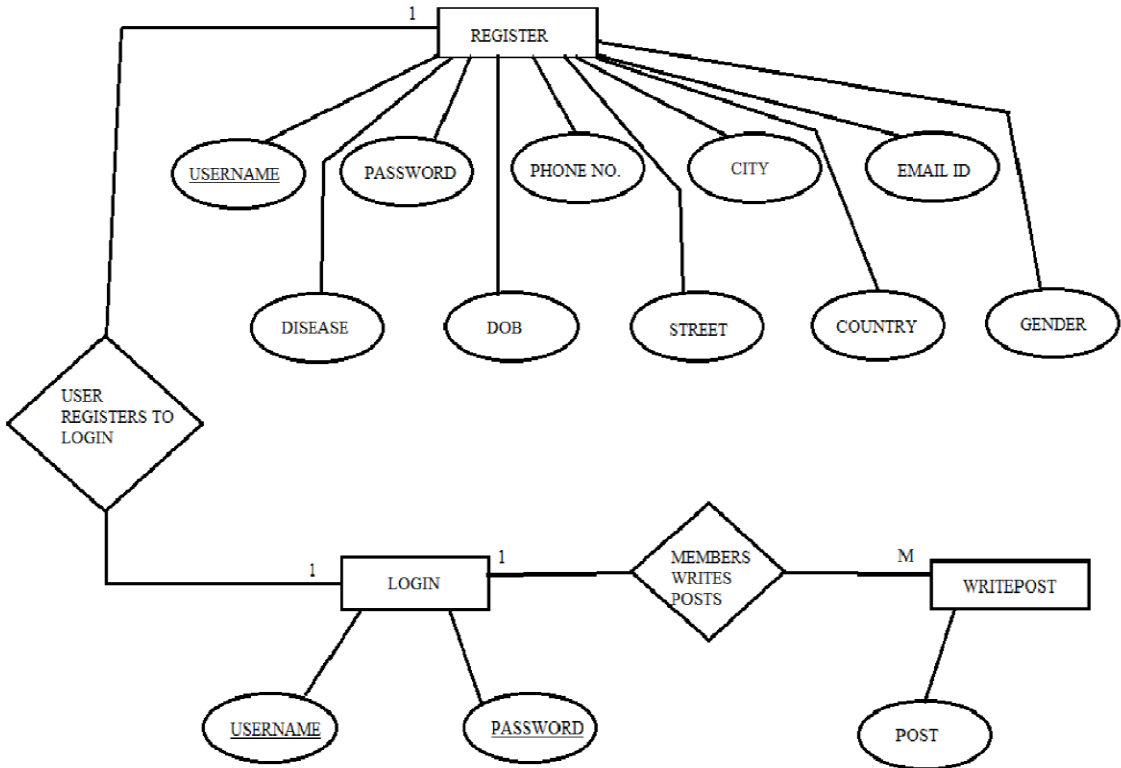 1
REGISTER
USERNAME
PASSWORD
PHONE NO.
CITY
EMAIL ID
DISEASE
DOB
STREET
COUNTRY
GENDER
USER
REGISTERS TO
LOGIN
1
LOGIN
1
MEMBERS
WRITES
POSTS
M
WRITEPOST
USERNAME
PASSWORD
POST